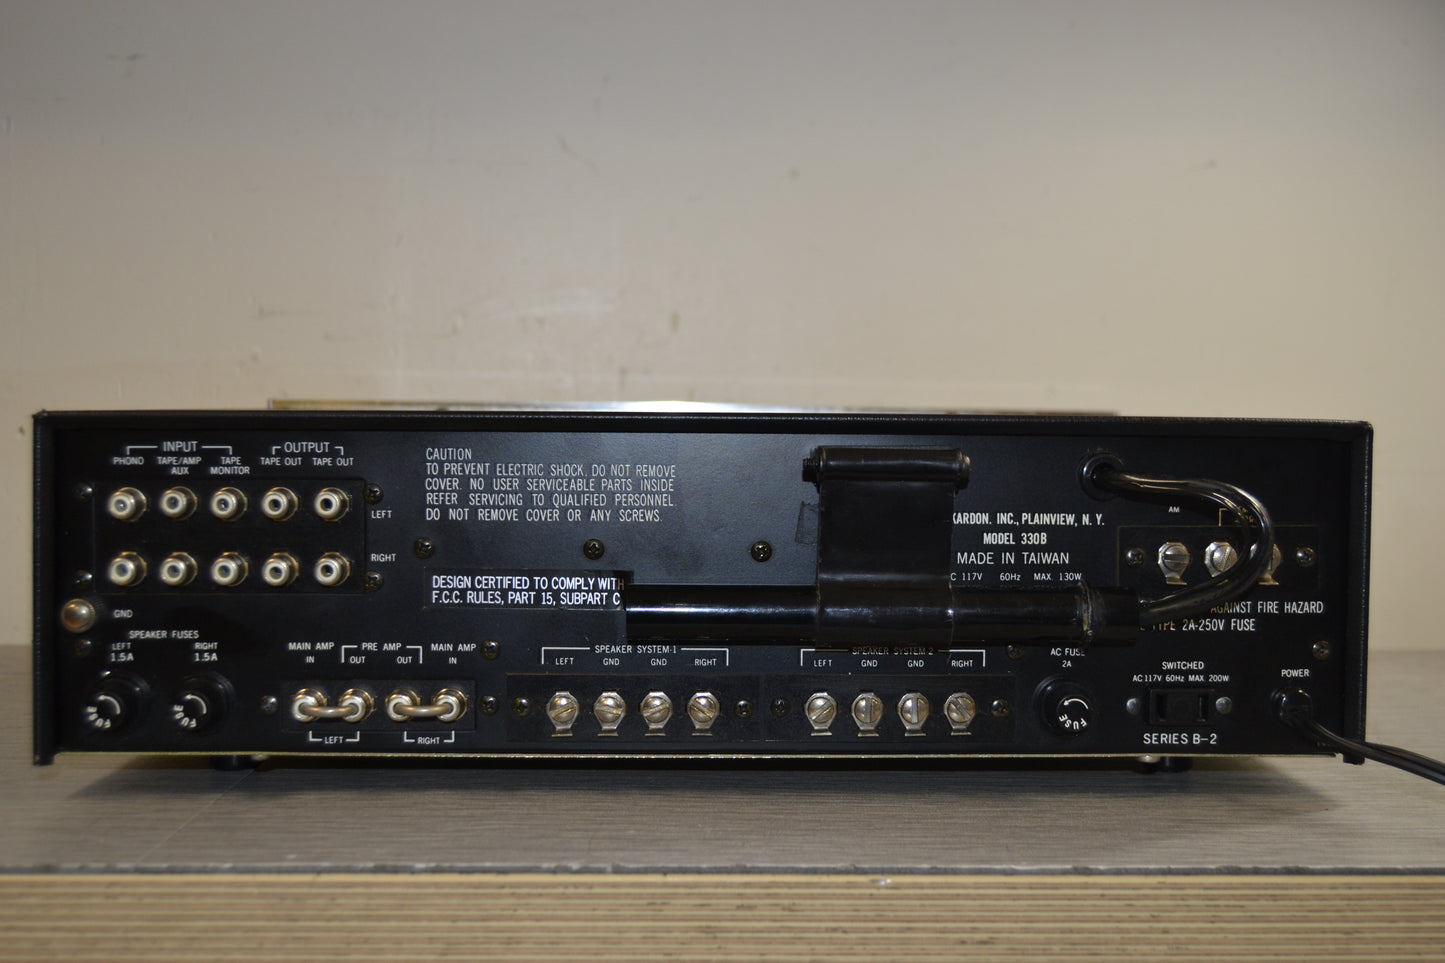 INPUT
OUTPUT
PHONO
TAPE/AMP AUX
TAPE MONITOR
TAPE OUT
TAPE OUT
LEFT
RIGHT
GND
SPEAKER FUSES
LEFT 1.5A
RIGHT 1.5A
FUSE
FUSE
CAUTION
TO PREVENT ELECTRIC SHOCK, DO NOT REMOVE
COVER. NO USER SERVICEABLE PARTS INSIDE
REFER SERVICING TO QUALIFIED PERSONNEL.
DO NOT REMOVE COVER OR ANY SCREWS.
DESIGN CERTIFIED TO COMPLY WITH
F.C.C. RULES, PART 15, SUBPART C
KARDON. INC., PLAINVIEW, N. Y.
MODEL 330B
MADE IN TAIWAN
C 117V 60Hz MAX. 130W
AM
AGAINST FIRE HAZARD
TYPE 2A-250V FUSE
MAIN AMP IN
PRE AMP
OUT OUT
MAIN AMP IN
LEFT
RIGHT
SPEAKER SYSTEM-1
LEFT GND GND RIGHT
SPEAKER SYSTEM-2
LEFT GND GND RIGHT
AC FUSE
2A
FUSE
SWITCHED
AC 117V 60Hz MAX. 200W
SERIES B-2
POWER